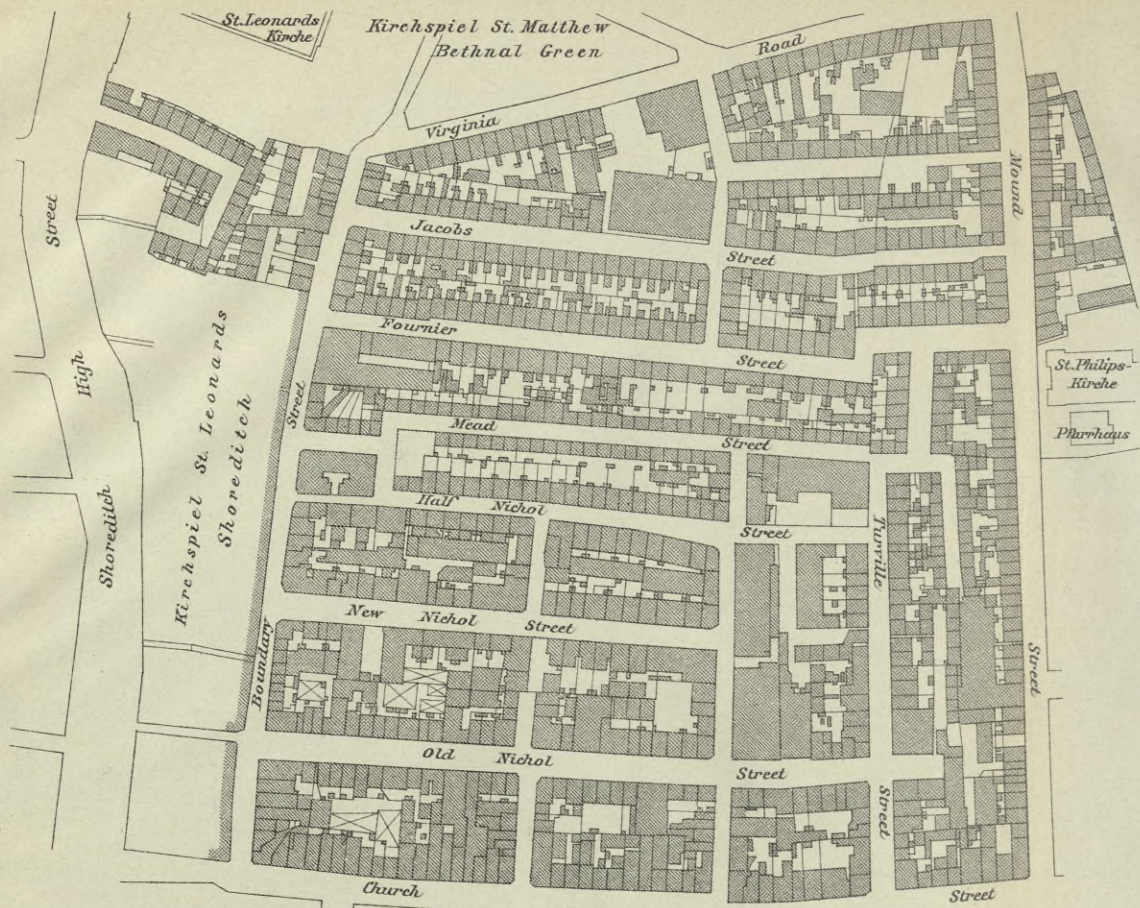 St. Leonards
Kirche
Kirchspiel St. Matthew
Bethnal Green
Road
Virginia
Street
Mound
Jacobs
Street
Fournier
Street
High
Kirchspiel St. Leonards
Shoreditch
Street
St. Philips-
Kirche
Pfarrhaus
Mead
Street
Half Nichol
Street
Turville
Shoreditch
New Nichol
Street
Boundary
Street
Old Nichol
Street
Street
Church
Street